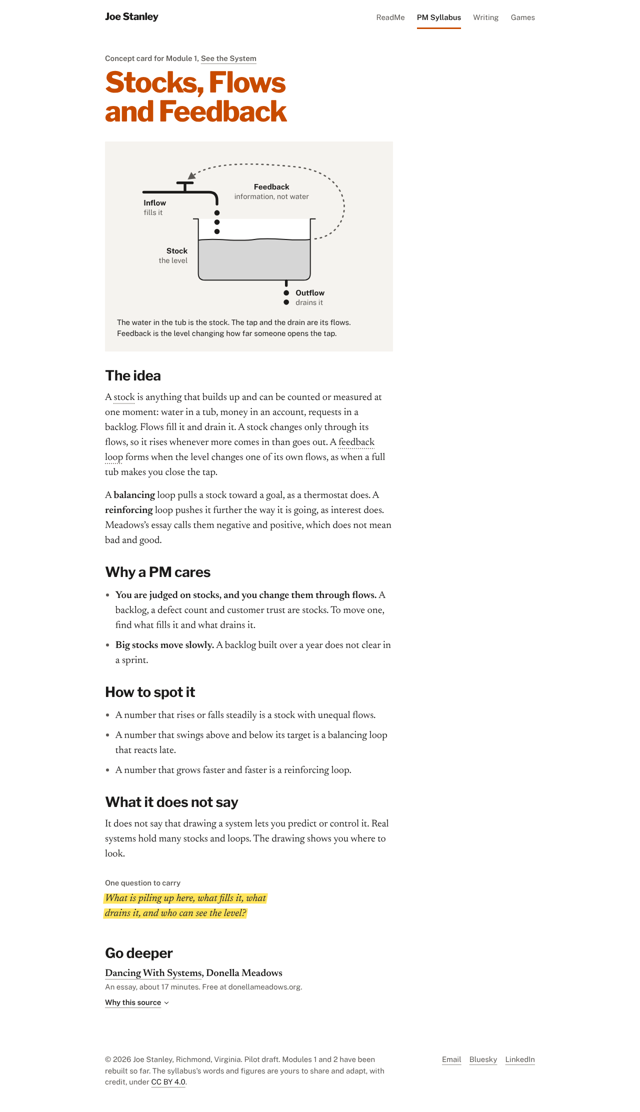 Joe Stanley
ReadMe PM Syllabus Writing Games
Concept card for Module 1, See the System
Stocks, Flows
and Feedback
Feedback
information, not water
Inflow
fills it
Stock
the level
Outflow
drains it
The water in the tub is the stock. The tap and the drain are its flows.
Feedback is the level changing how far someone opens the tap.
The idea
A stock is anything that builds up and can be counted or measured at
one moment: water in a tub, money in an account, requests in a
backlog. Flows fill it and drain it. A stock changes only through its
flows, so it rises whenever more comes in than goes out. A feedback
loop forms when the level changes one of its own flows, as when a full
tub makes you close the tap.
A balancing loop pulls a stock toward a goal, as a thermostat does. A
reinforcing loop pushes it further the way it is going, as interest does.
Meadows’s essay calls them negative and positive, which does not mean
bad and good.
Why a PM cares
• You are judged on stocks, and you change them through flows. A
backlog, a defect count and customer trust are stocks. To move one,
find what fills it and what drains it.
• Big stocks move slowly. A backlog built over a year does not clear in
a sprint.
How to spot it
• A number that rises or falls steadily is a stock with unequal flows.
• A number that swings above and below its target is a balancing loop
that reacts late.
• A number that grows faster and faster is a reinforcing loop.
What it does not say
It does not say that drawing a system lets you predict or control it. Real
systems hold many stocks and loops. The drawing shows you where to
look.
One question to carry
What is piling up here, what fills it, what
drains it, and who can see the level?
Go deeper
Dancing With Systems, Donella Meadows
An essay, about 17 minutes. Free at donellameadows.org.
Why this source
© 2026 Joe Stanley, Richmond, Virginia. Pilot draft. Modules 1 and 2 have been
rebuilt so far. The syllabus’s words and figures are yours to share and adapt, with
credit, under CC BY 4.0.
Email Bluesky LinkedIn